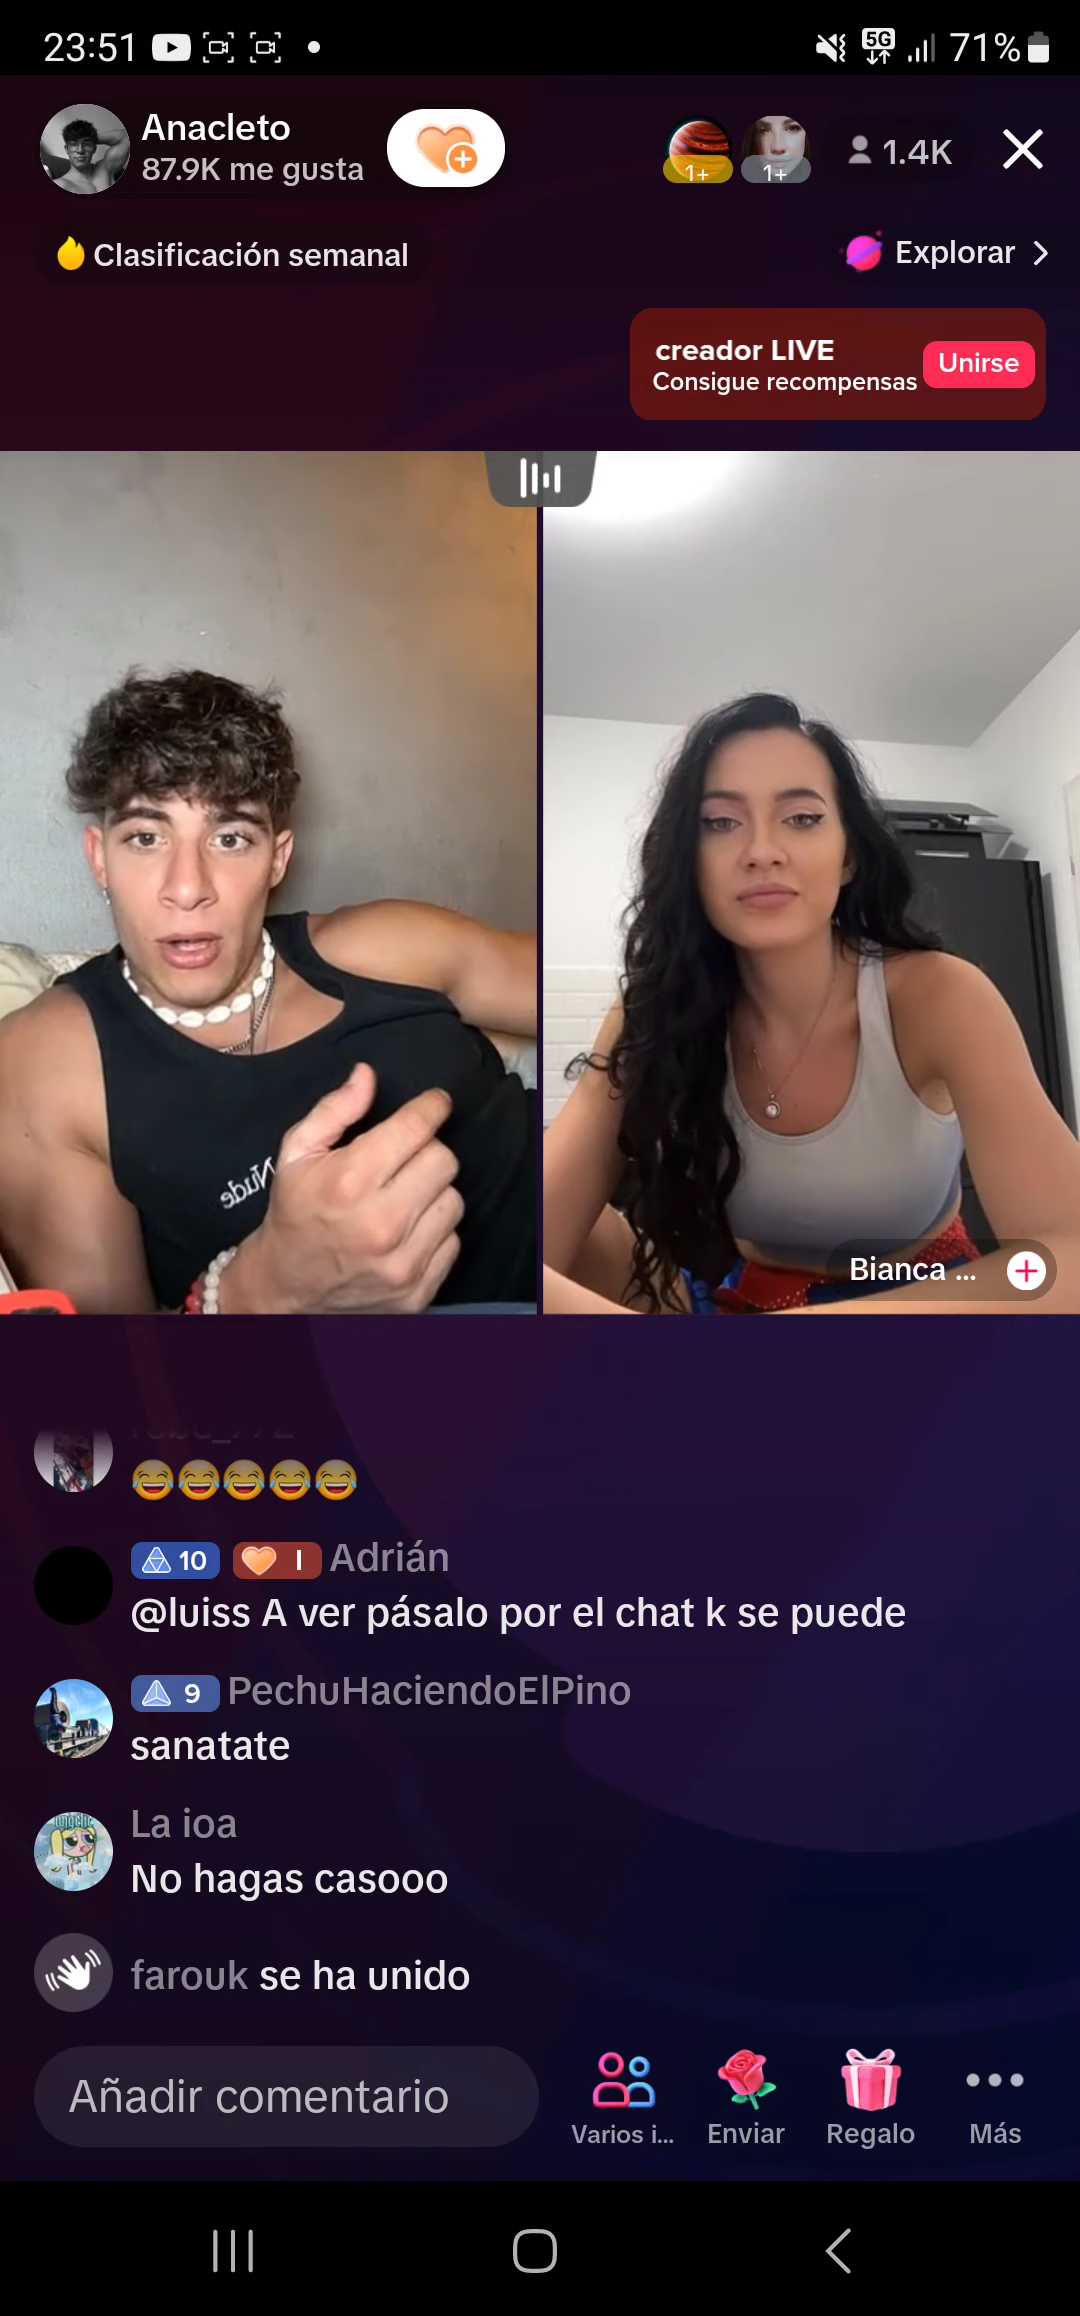 23:51
5G
71%
Anacleto
87.9K me gusta
1+
1+
1.4K
Clasificación semanal
Explorar
creador LIVE
Consigue recompensas
Unirse
Nude
Bianca ...
😂😂😂😂😂
10 I Adrián
@luiss A ver pásalo por el chat k se puede
9 PechuHaciendoElPino
sanatate
La ioa
No hagas casooo
farouk se ha unido
Añadir comentario
Varios i...
Enviar
Regalo
Más